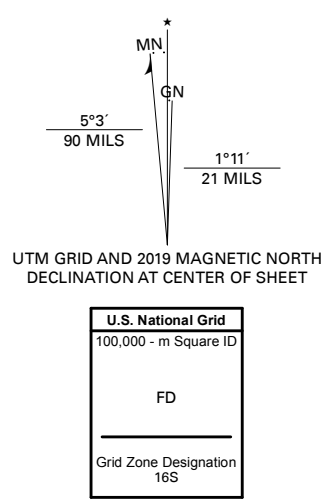 ★
MN
GN
5°3´
90 MILS
1°11´
21 MILS
UTM GRID AND 2019 MAGNETIC NORTH
DECLINATION AT CENTER OF SHEET
U.S. National Grid
100,000 - m Square ID
FD
Grid Zone Designation
16S